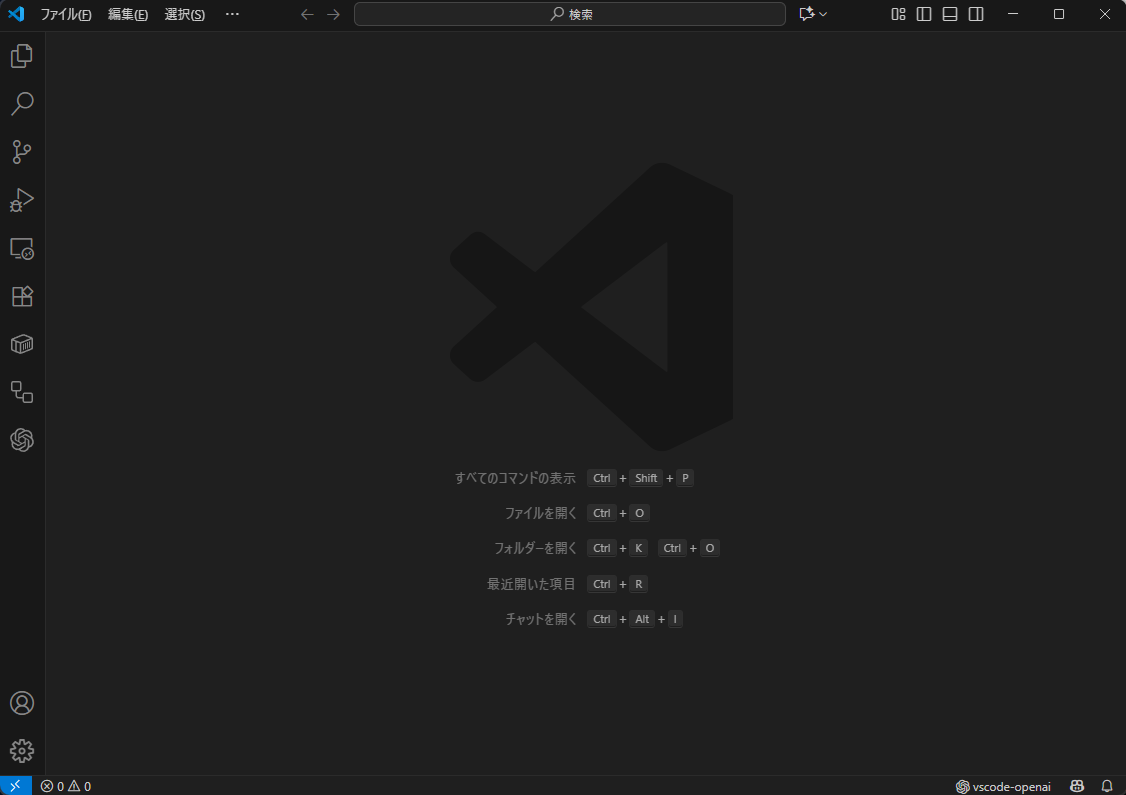 ファイル(F) 編集(E) 選択(S) ··· 検索
すべてのコマンドの表示 Ctrl + Shift + P
ファイルを開く Ctrl + O
フォルダーを開く Ctrl + K Ctrl + O
最近開いた項目 Ctrl + R
チャットを開く Ctrl + Alt + I
0 0 vscode-openai